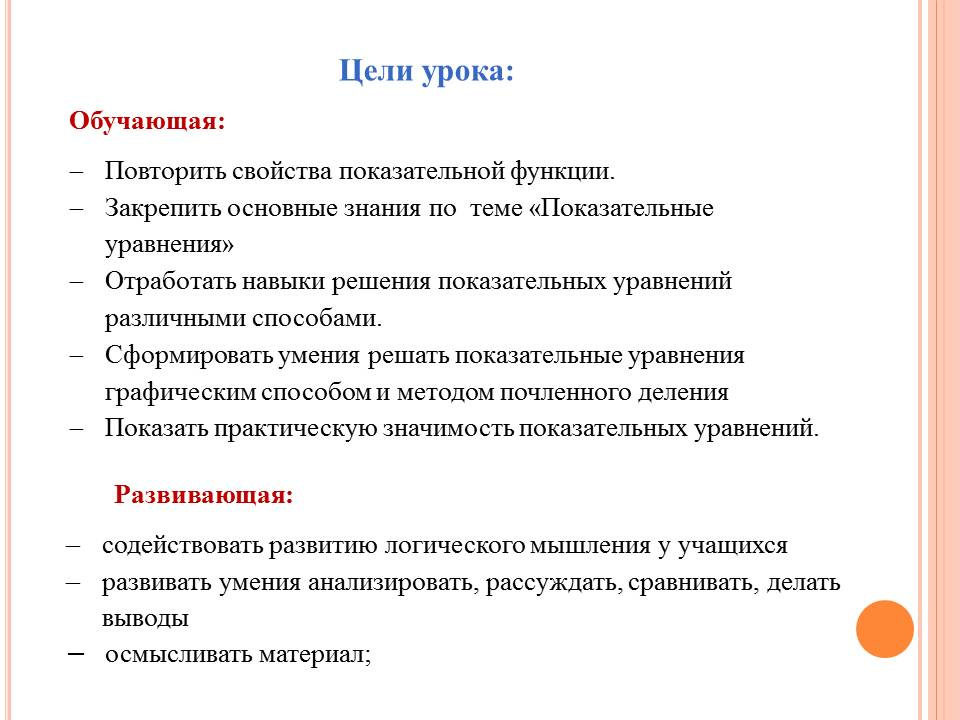 Цели урока:
Обучающая:
– Повторить свойства показательной функции.
– Закрепить основные знания по теме «Показательные
уравнения»
– Отработать навыки решения показательных уравнений
различными способами.
– Сформировать умения решать показательные уравнения
графическим способом и методом почленного деления
– Показать практическую значимость показательных уравнений.
Развивающая:
– содействовать развитию логического мышления у учащихся
– развивать умения анализировать, рассуждать, сравнивать, делать
выводы
– осмысливать материал;